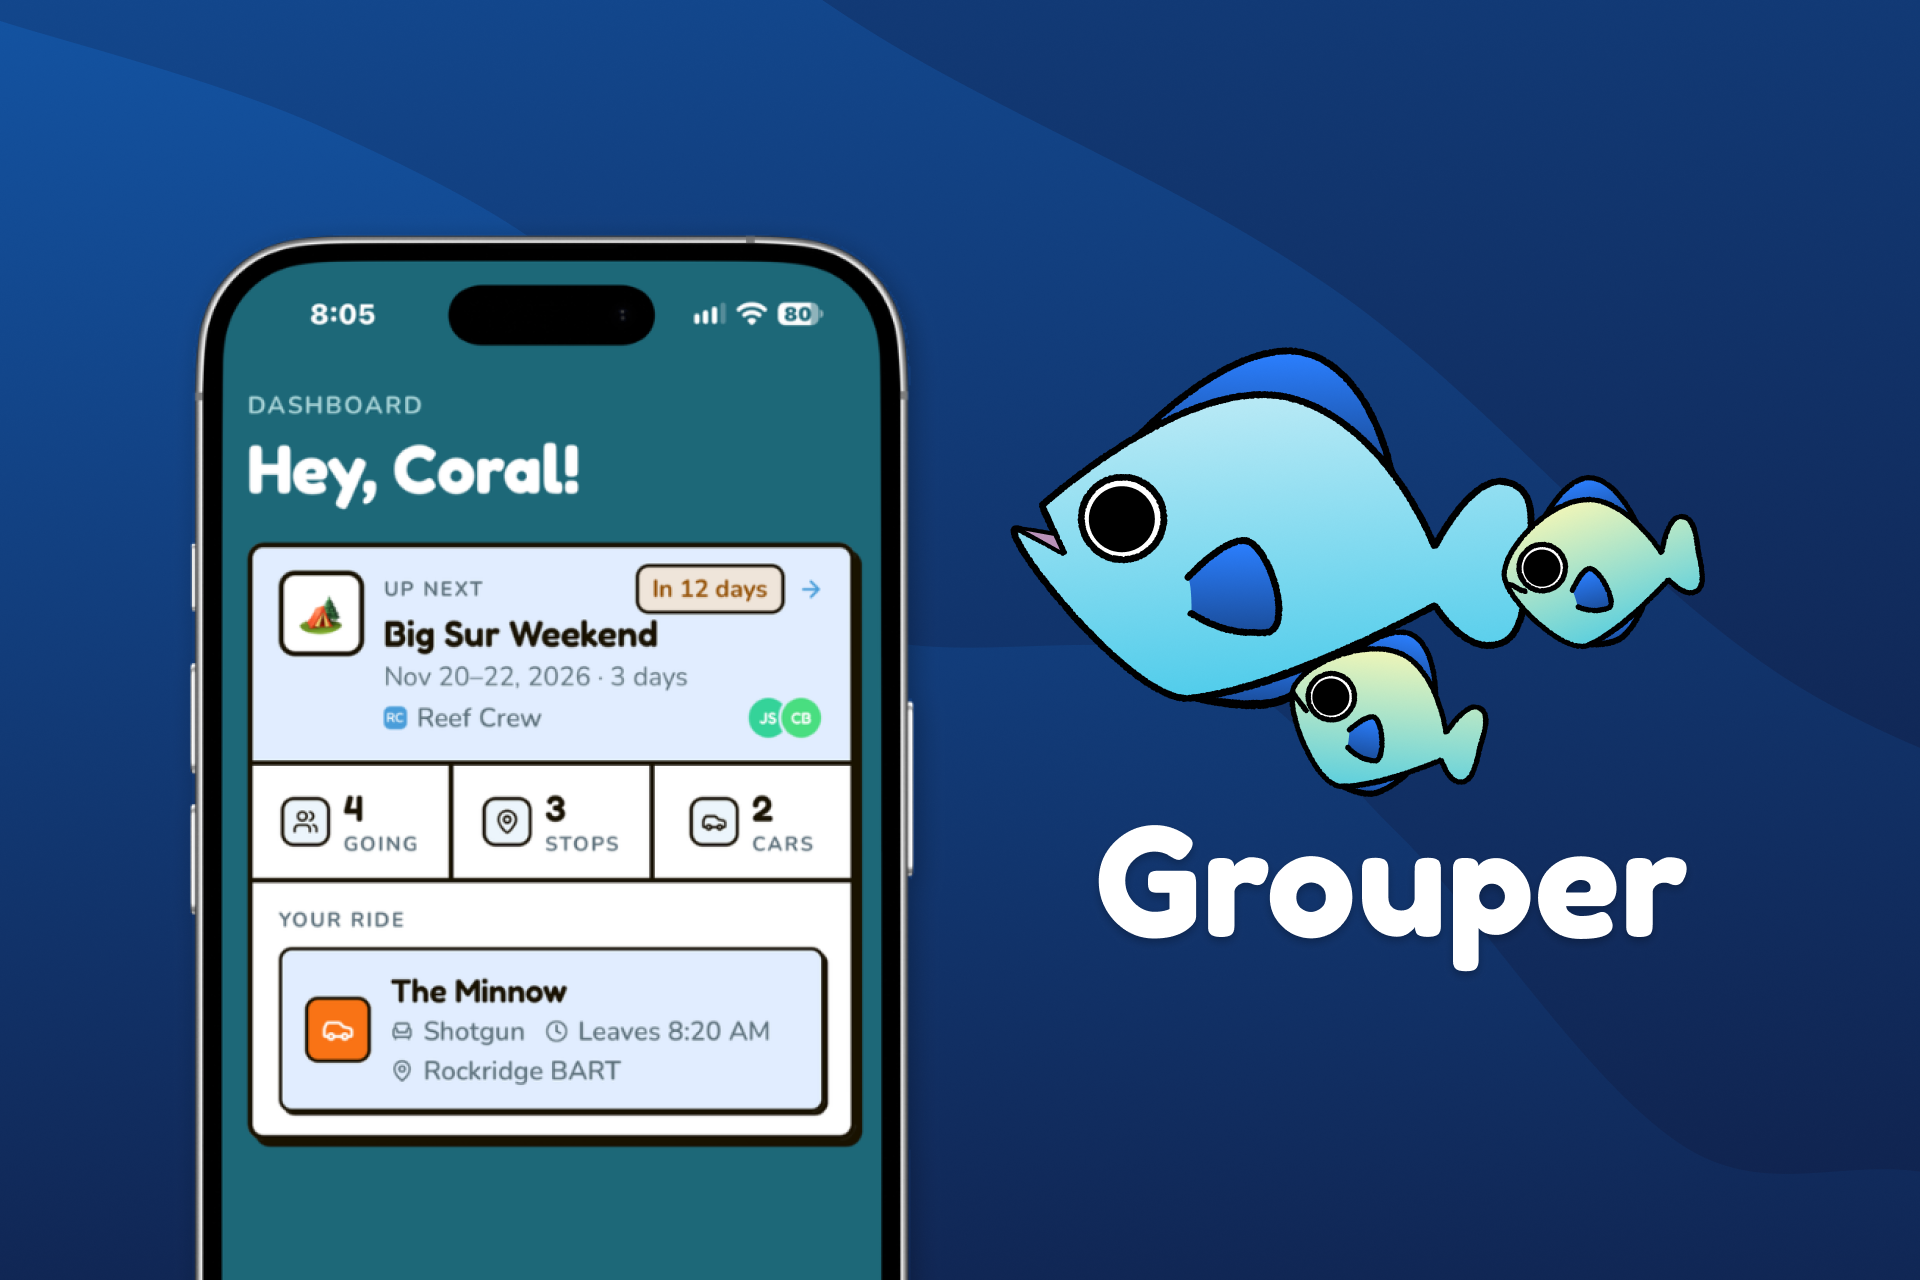 8:05
80
DASHBOARD
Hey, Coral!
UP NEXT
In 12 days
Big Sur Weekend
Nov 20–22, 2026 · 3 days
RC Reef Crew
JS CB
4 GOING
3 STOPS
2 CARS
YOUR RIDE
The Minnow
Shotgun Leaves 8:20 AM
Rockridge BART
Grouper